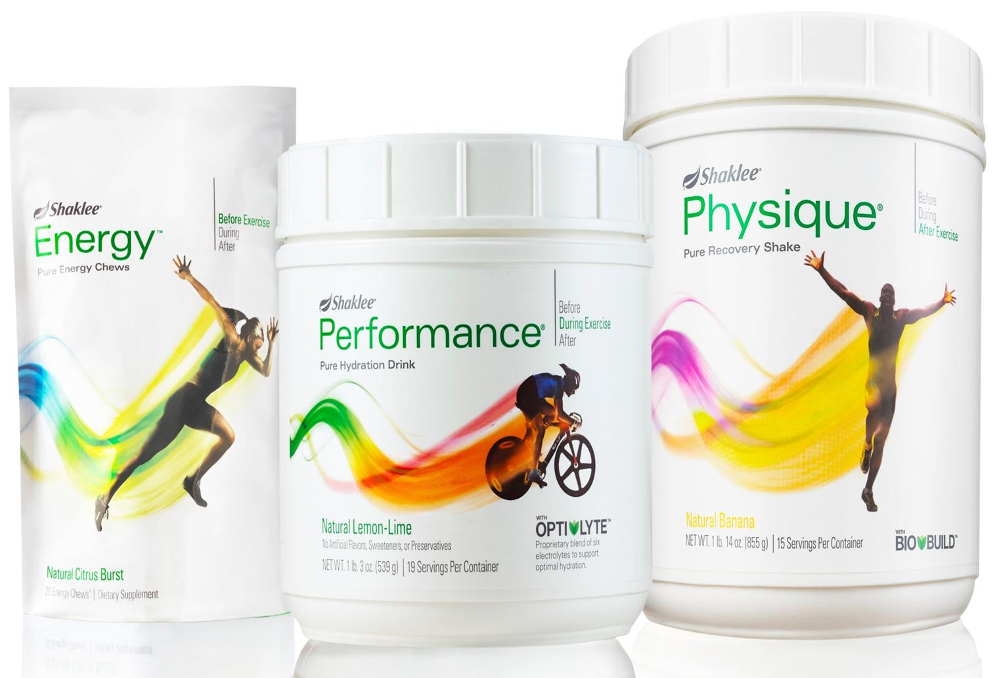 Shaklee®
Energy™
Pure Energy Chews
Before Exercise
During
After
Natural Citrus Burst
20 Energy Chews* | Dietary Supplement
Shaklee®
Performance®
Pure Hydration Drink
Before
During Exercise
After
Natural Lemon-Lime
No Artificial Flavors, Sweeteners, or Preservatives
NET WT. 1 lb. 3 oz. (539 g) | 19 Servings Per Container
WITH
OPTILYTE™
Proprietary blend of six
electrolytes to support
optimal hydration.
Shaklee®
Physique®
Pure Recovery Shake
Before
During
After Exercise
Natural Banana
NET WT. 1 lb. 14 oz. (855 g) | 15 Servings Per Container
WITH
BIO BUILD™